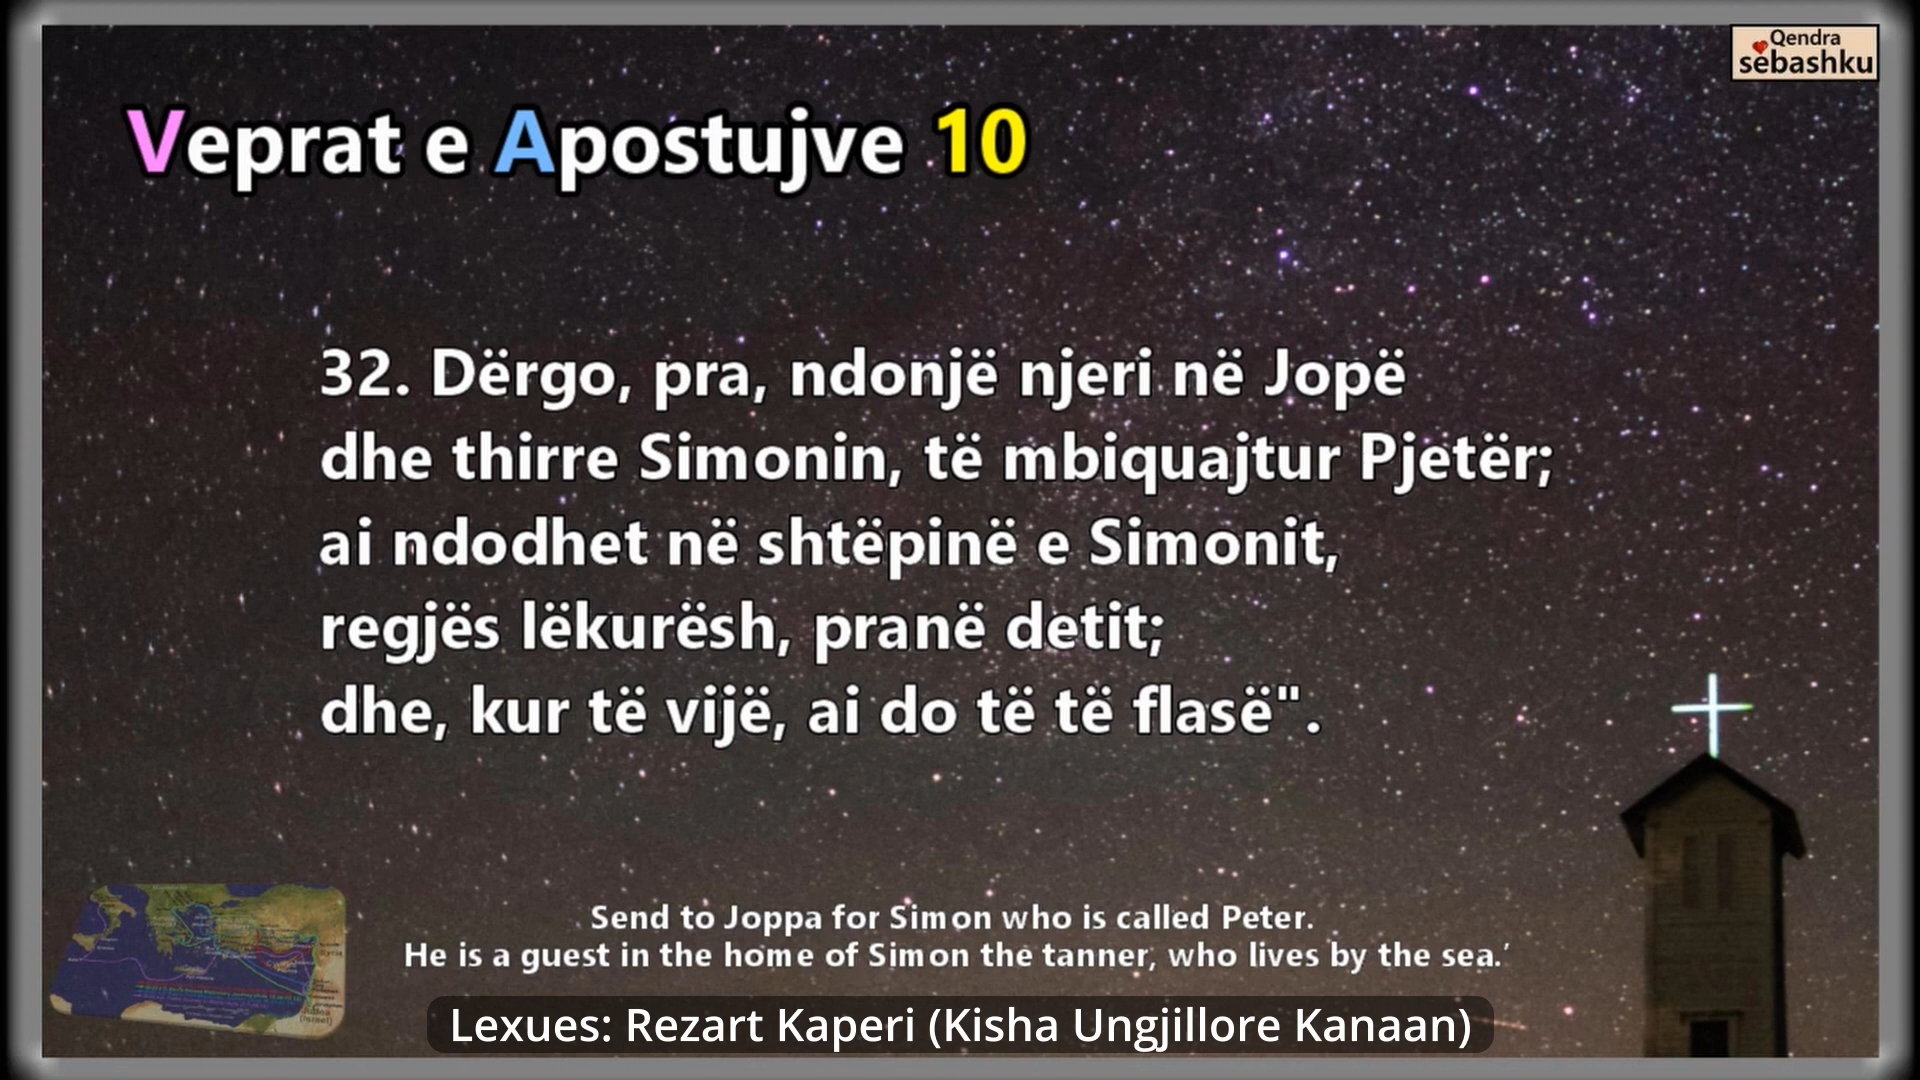 Qendra
sebashku
Veprat e Apostujve 10
32. Dërgo, pra, ndonjë njeri në Jopë
dhe thirre Simonin, të mbiquajtur Pjetër;
ai ndodhet në shtëpinë e Simonit,
regjës lëkurësh, pranë detit;
dhe, kur të vijë, ai do të të flasë".
Send to Joppa for Simon who is called Peter.
He is a guest in the home of Simon the tanner, who lives by the sea.’
Lexues: Rezart Kaperi (Kisha Ungjillore Kanaan)